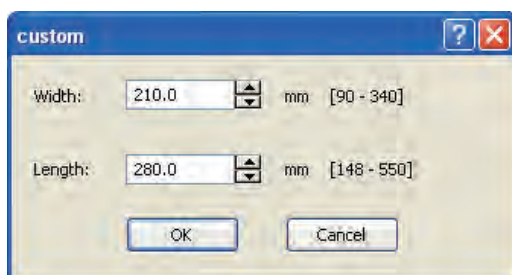 custom
Width: 210.0 mm [90 - 340]
Length: 280.0 mm [148 - 550]
OK Cancel